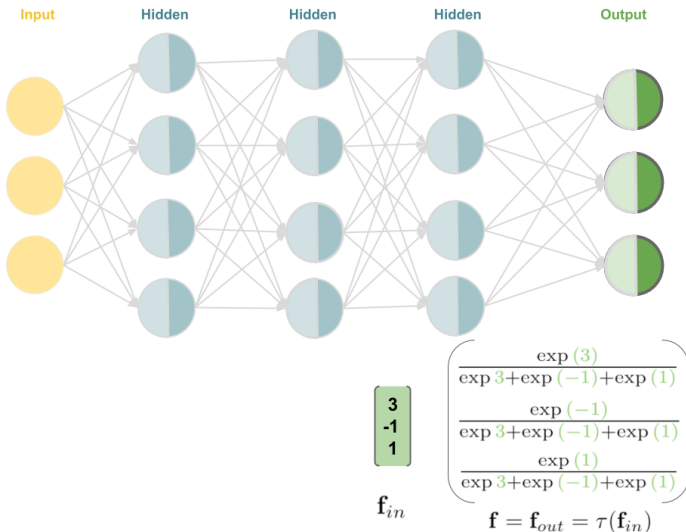 Input Hidden Hidden Hidden Output
3
-1
1
exp (3)
exp 3+exp (−1)+exp (1)
exp (−1)
exp 3+exp (−1)+exp (1)
exp (1)
exp 3+exp (−1)+exp (1)
f_in
f = f_out = τ(f_in)